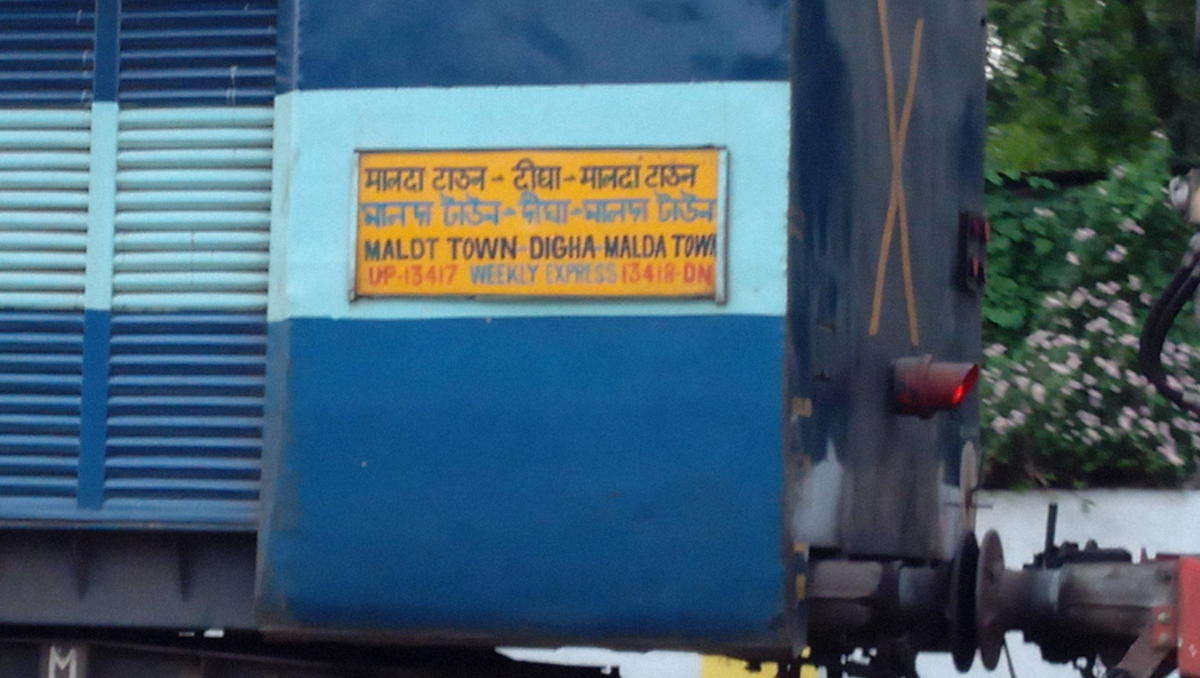 मालदा टाउन - दीघा - मालदा टाउन
মালদা টাউন - দীঘা - মালদা টাউন
MALDT TOWN-DIGHA-MALDA TOWN
UP-13417 WEEKLY EXPRESS 13418-DN
M